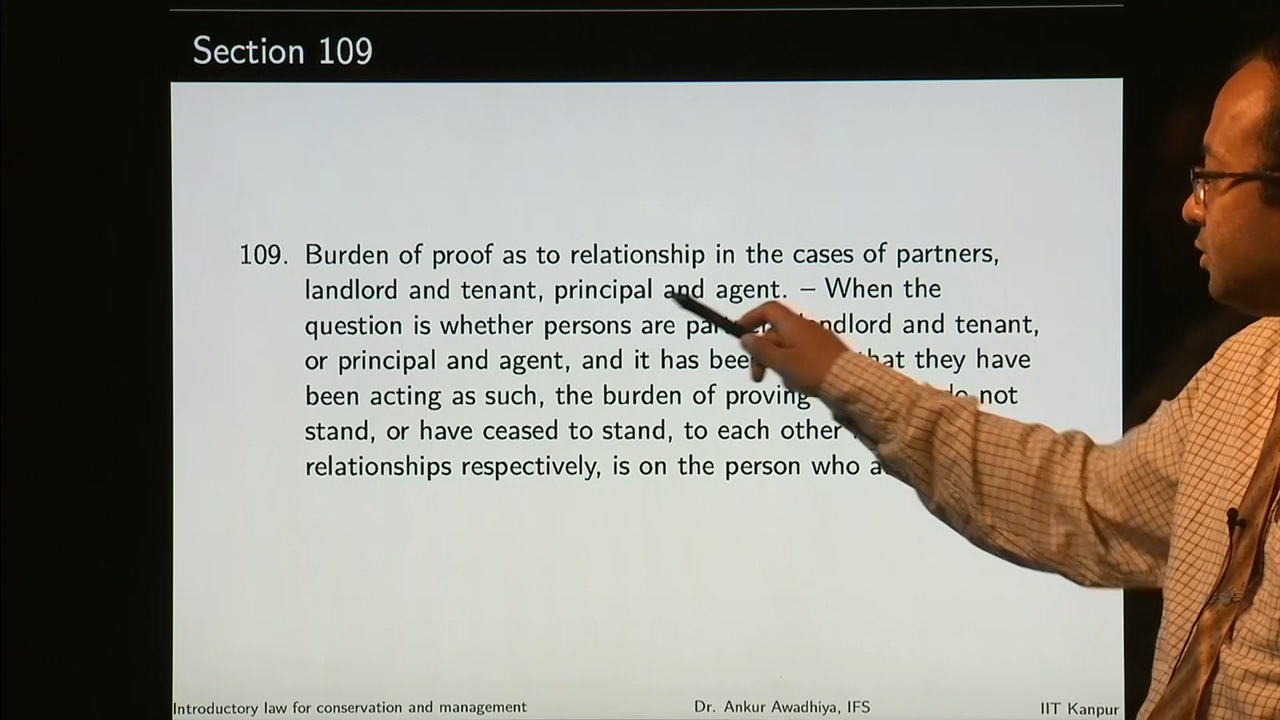 Section 109
109. Burden of proof as to relationship in the cases of partners,
landlord and tenant, principal and agent. – When the
question is whether persons are landlord and tenant,
or principal and agent, and it has been that they have
been acting as such, the burden of proving do not
stand, or have ceased to stand, to each other
relationships respectively, is on the person who
Introductory law for conservation and management Dr. Ankur Awadhiya, IFS IIT Kanpur